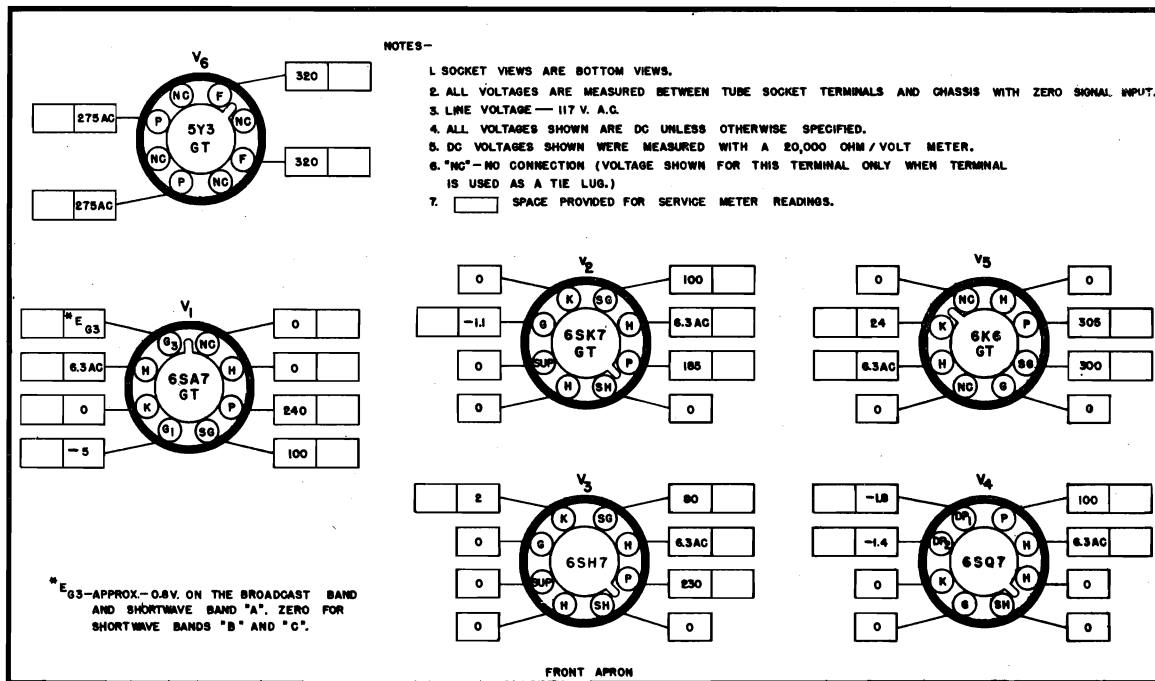 NOTES—
1. SOCKET VIEWS ARE BOTTOM VIEWS.
2. ALL VOLTAGES ARE MEASURED BETWEEN TUBE SOCKET TERMINALS AND CHASSIS WITH ZERO SIGNAL INPUT.
3. LINE VOLTAGE — 117 V. A.C.
4. ALL VOLTAGES SHOWN ARE DC UNLESS OTHERWISE SPECIFIED.
5. DC VOLTAGES SHOWN WERE MEASURED WITH A 20,000 OHM/VOLT METER.
6. "NC"—NO CONNECTION (VOLTAGE SHOWN FOR THIS TERMINAL ONLY WHEN TERMINAL
IS USED AS A TIE LUG.)
7. SPACE PROVIDED FOR SERVICE METER READINGS.
V6
320
NC F
275AC
P NC
5Y3
GT
NC F
320
P NC
275AC
V1
*EG3
0
G3 NC
6.3AC
H H
0
6SA7
GT
0
K P
240
G1 SG
-5
100
V2
0
100
K SG
-1.1
G H
6.3AC
6SK7
GT
0
SUP P
165
H SH
0
0
V5
0
0
NC H
24
K P
305
6K6
GT
6.3AC
H SG
300
NC G
0
G
V3
2
80
K SG
0
G H
6.3AC
6SH7
0
SUP P
230
H SH
0
0
V4
-1.8
100
DP1 P
-1.4
DP2 H
6.3AC
6SQ7
0
K H
0
G SH
0
0
*EG3—APPROX.—0.8V. ON THE BROADCAST BAND
AND SHORTWAVE BAND "A". ZERO FOR
SHORTWAVE BANDS "B" AND "C".
FRONT APRON